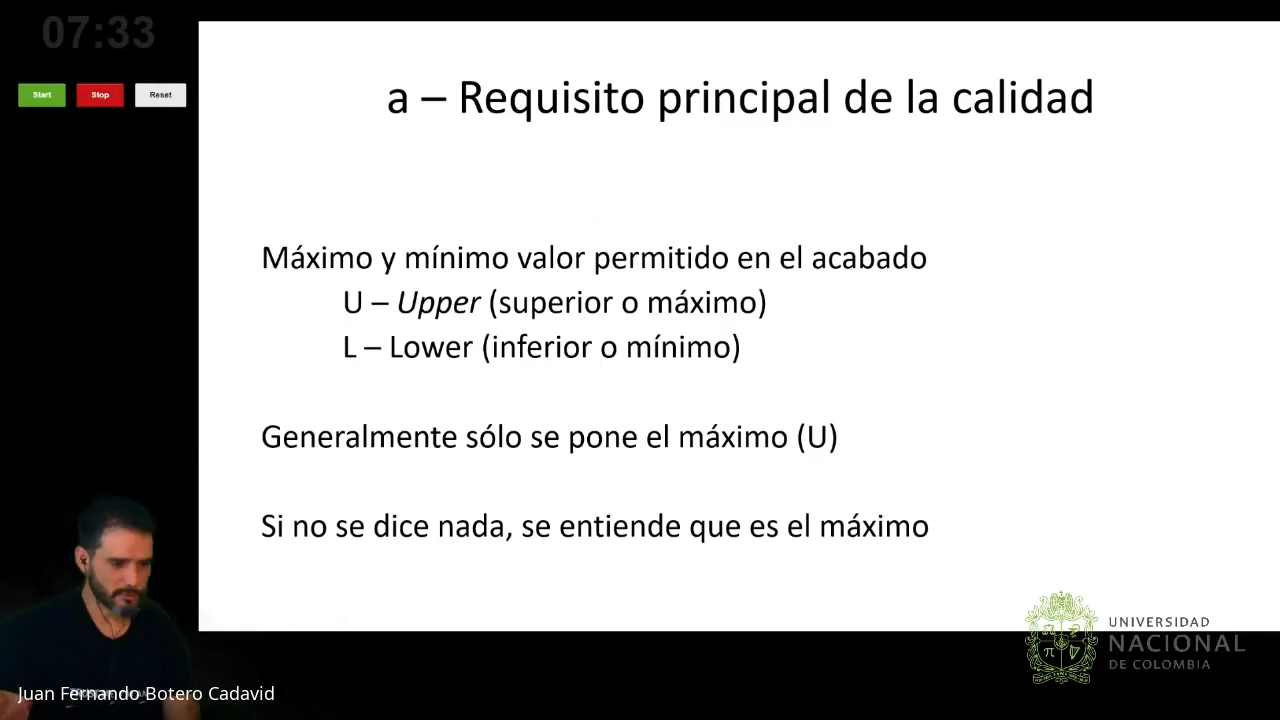 07:33
Start Stop Reset
a – Requisito principal de la calidad
Máximo y mínimo valor permitido en el acabado
U – Upper (superior o máximo)
L – Lower (inferior o mínimo)
Generalmente sólo se pone el máximo (U)
Si no se dice nada, se entiende que es el máximo
UNIVERSIDAD
NACIONAL
DE COLOMBIA
Juan Fernando Botero Cadavid